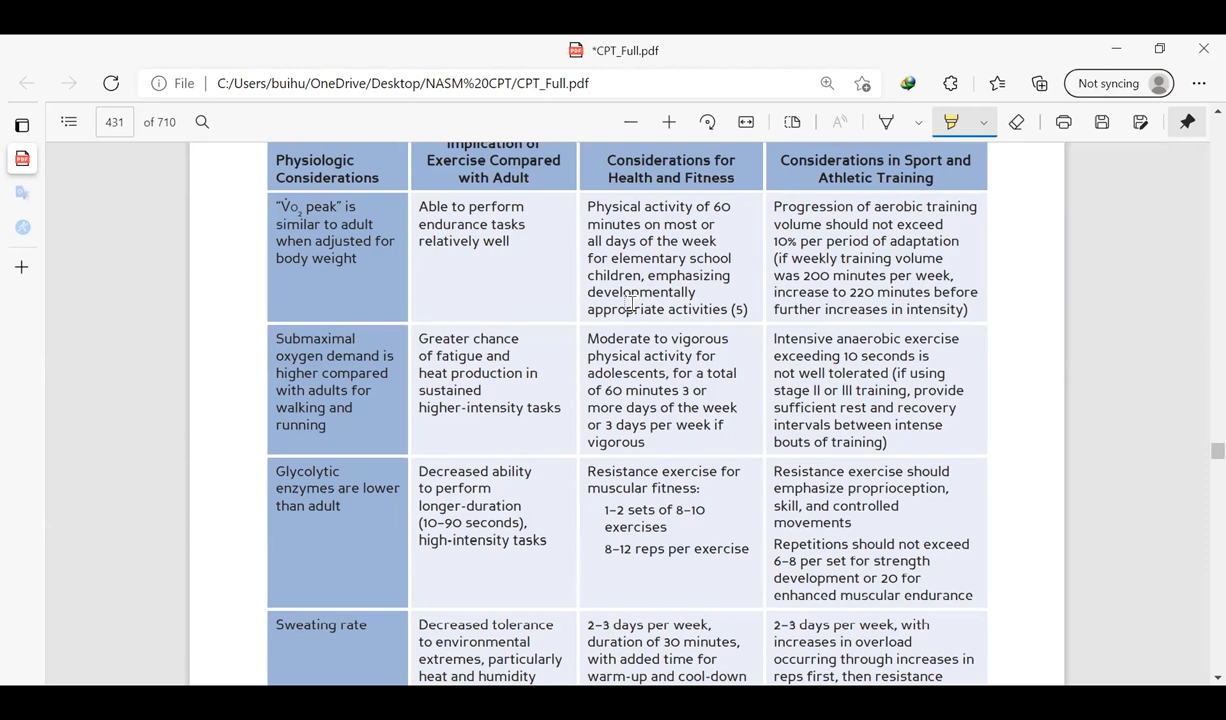 *CPT_Full.pdf
File
C:/Users/buihu/OneDrive/Desktop/NASM%20CPT/CPT_Full.pdf
Not syncing
431
of 710
Physiologic
Considerations
Implication of
Exercise Compared
with Adult
Considerations for
Health and Fitness
Considerations in Sport and
Athletic Training
"V̇o₂ peak" is
similar to adult
when adjusted for
body weight
Able to perform
endurance tasks
relatively well
Physical activity of 60
minutes on most or
all days of the week
for elementary school
children, emphasizing
developmentally
appropriate activities (5)
Progression of aerobic training
volume should not exceed
10% per period of adaptation
(if weekly training volume
was 200 minutes per week,
increase to 220 minutes before
further increases in intensity)
Submaximal
oxygen demand is
higher compared
with adults for
walking and
running
Greater chance
of fatigue and
heat production in
sustained
higher-intensity tasks
Moderate to vigorous
physical activity for
adolescents, for a total
of 60 minutes 3 or
more days of the week
or 3 days per week if
vigorous
Intensive anaerobic exercise
exceeding 10 seconds is
not well tolerated (if using
stage II or III training, provide
sufficient rest and recovery
intervals between intense
bouts of training)
Glycolytic
enzymes are lower
than adult
Decreased ability
to perform
longer-duration
(10–90 seconds),
high-intensity tasks
Resistance exercise for
muscular fitness:
1–2 sets of 8–10
exercises
8–12 reps per exercise
Resistance exercise should
emphasize proprioception,
skill, and controlled
movements
Repetitions should not exceed
6–8 per set for strength
development or 20 for
enhanced muscular endurance
Sweating rate
Decreased tolerance
to environmental
extremes, particularly
heat and humidity
2–3 days per week,
duration of 30 minutes,
with added time for
warm-up and cool-down
2–3 days per week, with
increases in overload
occurring through increases in
reps first, then resistance